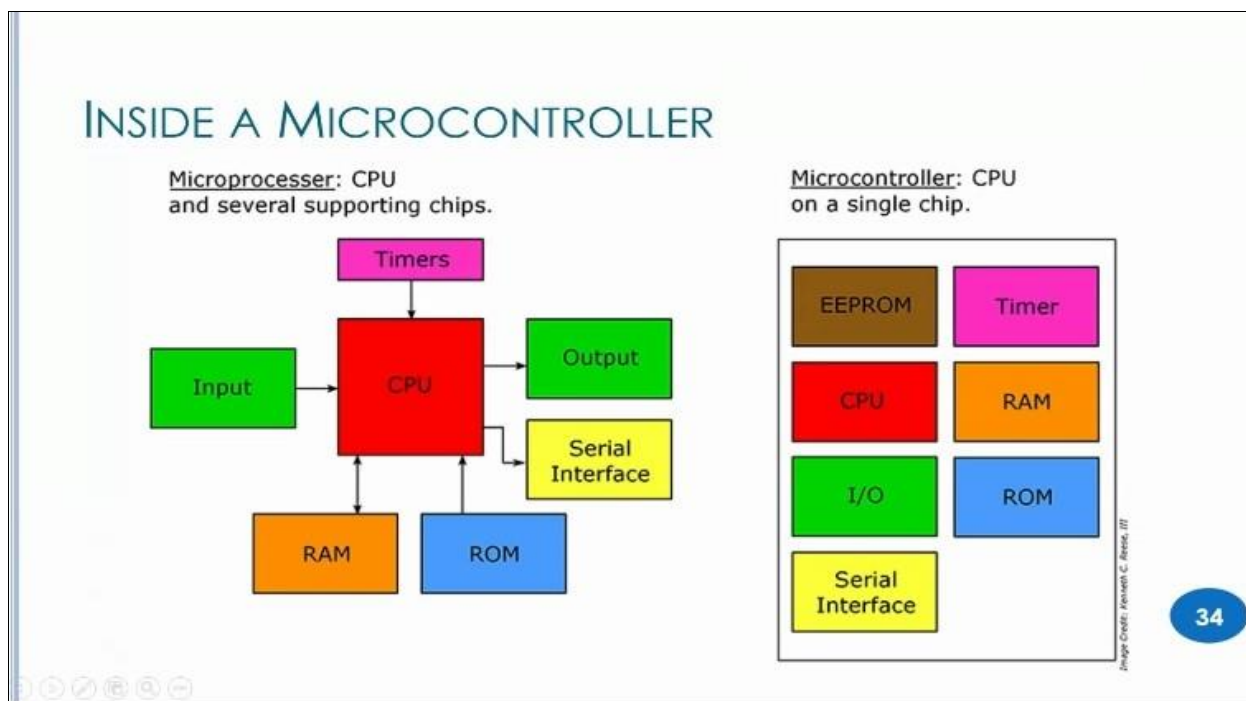 INSIDE A MICROCONTROLLER
Microprocesser: CPU
and several supporting chips.
Timers
Input
CPU
Output
Serial
Interface
RAM
ROM
Microcontroller: CPU
on a single chip.
EEPROM
Timer
CPU
RAM
I/O
ROM
Serial
Interface
Image Credit: Kenneth C. Reese, III
34